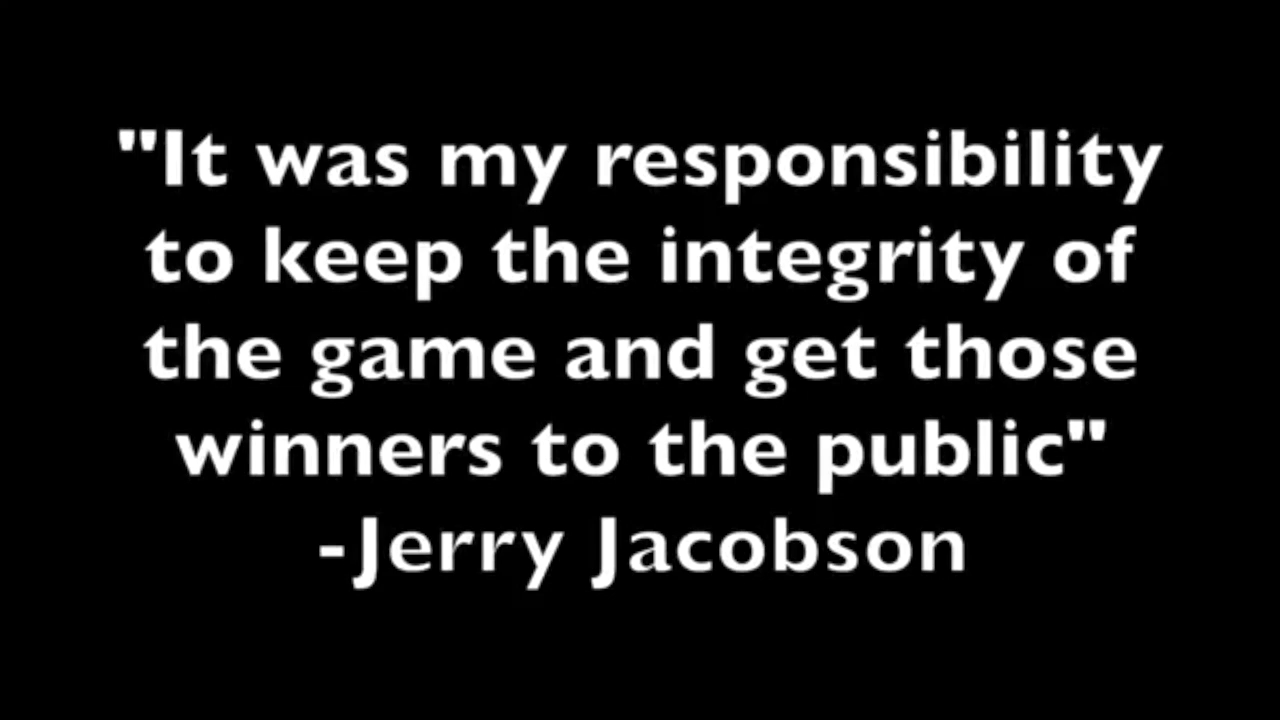 "It was my responsibility
to keep the integrity of
the game and get those
winners to the public"
-Jerry Jacobson